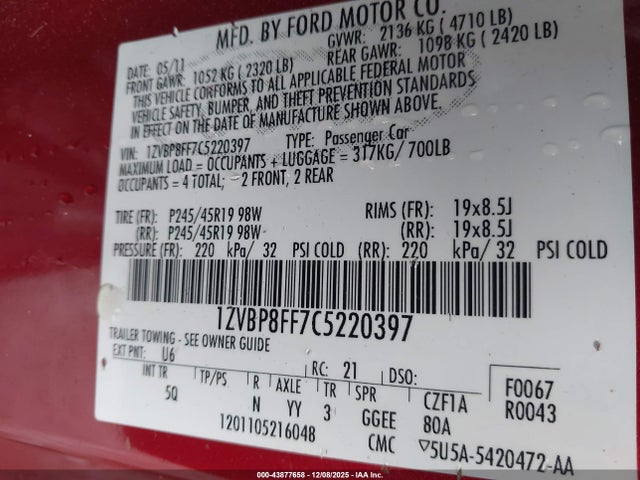 MFD. BY FORD MOTOR CO.
DATE: 05/11 GVWR: 2136 KG ( 4710 LB)
FRONT GAWR: 1052 KG ( 2320 LB) REAR GAWR: 1098 KG ( 2420 LB)
THIS VEHICLE CONFORMS TO ALL APPLICABLE FEDERAL MOTOR
VEHICLE SAFETY, BUMPER, AND THEFT PREVENTION STANDARDS
IN EFFECT ON THE DATE OF MANUFACTURE SHOWN ABOVE.
VIN: 1ZVBP8FF7C5220397 TYPE: Passenger Car
MAXIMUM LOAD = OCCUPANTS + LUGGAGE = 317KG/ 700LB
OCCUPANTS = 4 TOTAL; - 2 FRONT, 2 REAR
TIRE (FR): P245/45R19 98W RIMS (FR): 19x8.5J
(RR): P245/45R19 98W (RR): 19x8.5J
PRESSURE (FR): 220 kPa/ 32 PSI COLD (RR): 220 kPa/ 32 PSI COLD
1ZVBP8FF7C5220397
TRAILER TOWING - SEE OWNER GUIDE
EXT PNT: U6 RC: 21 DSO: F0067
INT TR TP/PS R AXLE TR SPR CZF1A R0043
5Q N YY 3 GGEE 80A
1201105216048 CMC ▽5U5A-5420472-AA
00-43877658 - 12/08/2025 - IAA Inc.